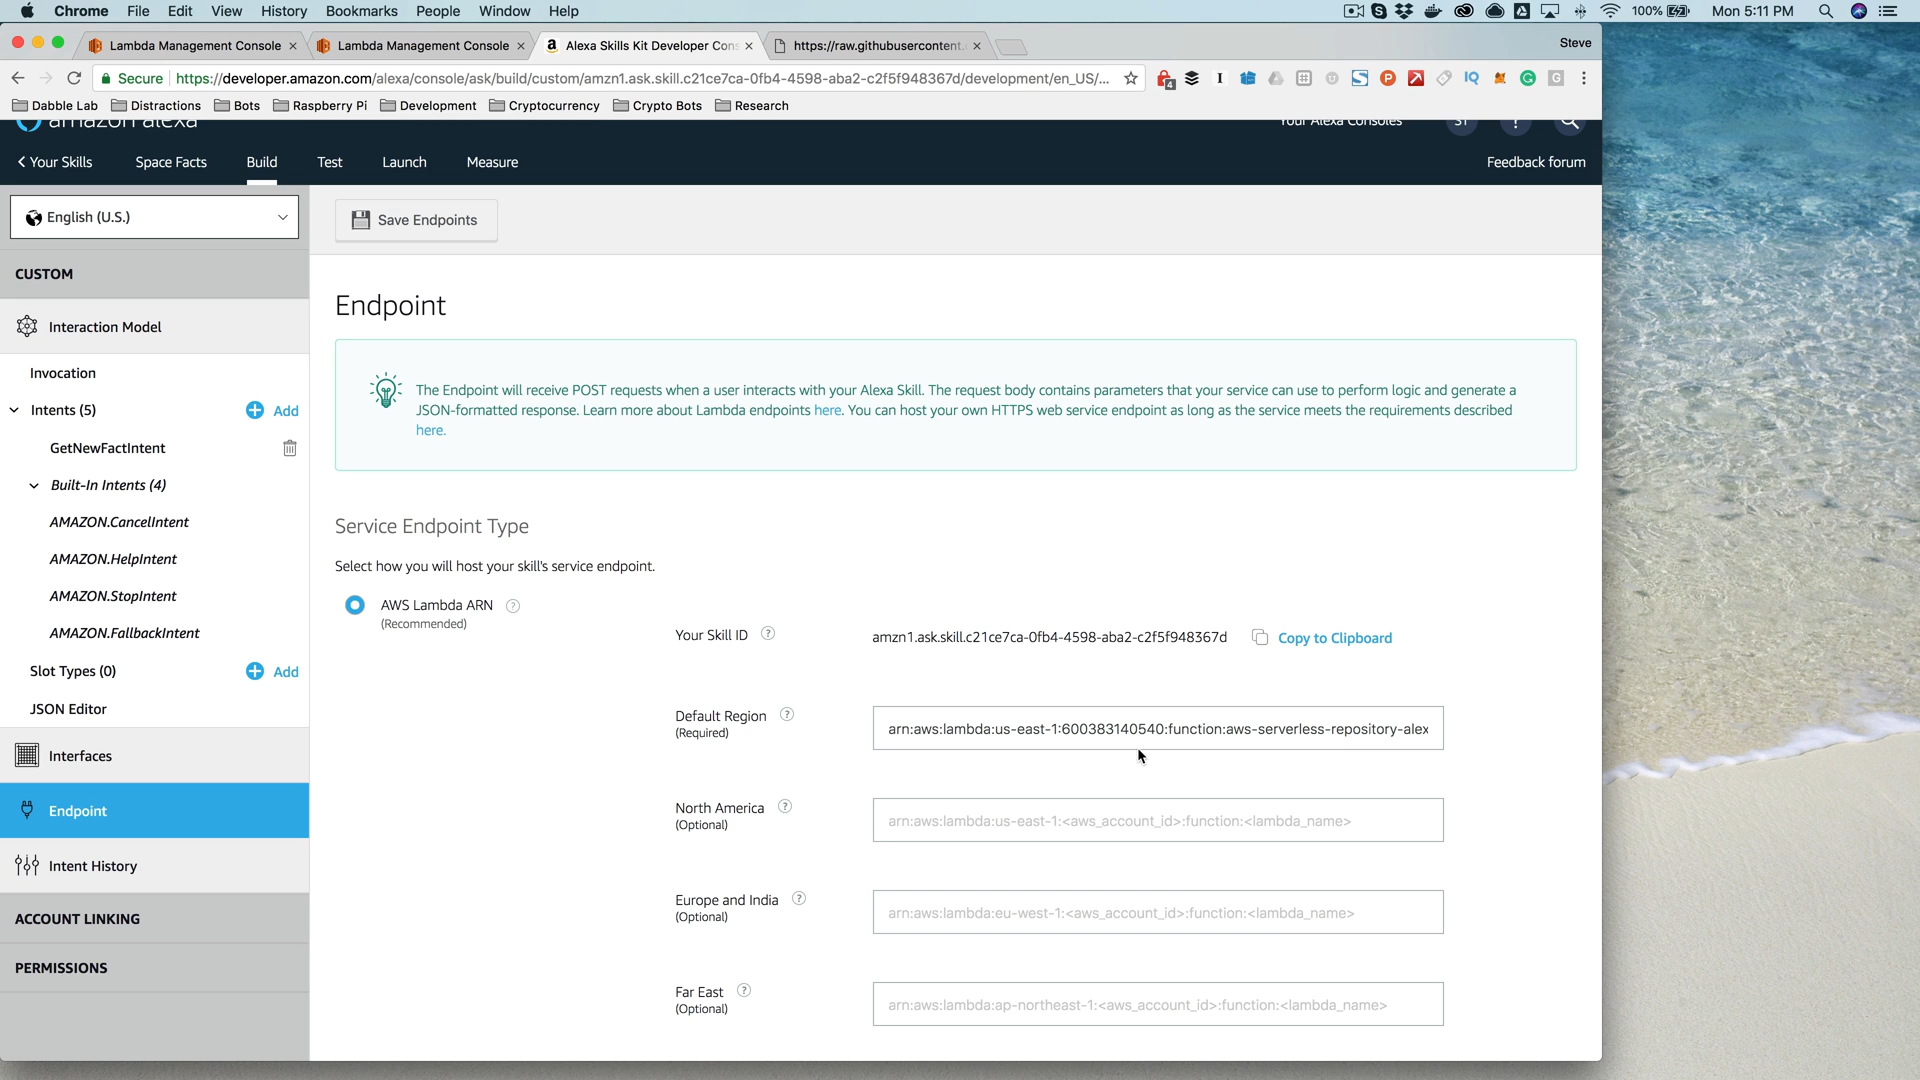 Chrome File Edit View History Bookmarks People Window Help 100% Mon 5:11 PM
Lambda Management Console Lambda Management Console Alexa Skills Kit Developer Con https://raw.githubusercontent. Steve
Secure https://developer.amazon.com/alexa/console/ask/build/custom/amzn1.ask.skill.c21ce7ca-0fb4-4598-aba2-c2f5f948367d/development/en_US/...
Dabble Lab Distractions Bots Raspberry Pi Development Cryptocurrency Crypto Bots Research
amazon alexa Your Alexa Consoles ST ?
Your Skills Space Facts Build Test Launch Measure Feedback forum
English (U.S.)
Save Endpoints
CUSTOM
Interaction Model
Invocation
Intents (5) Add
GetNewFactIntent
Built-In Intents (4)
AMAZON.CancelIntent
AMAZON.HelpIntent
AMAZON.StopIntent
AMAZON.FallbackIntent
Slot Types (0) Add
JSON Editor
Interfaces
Endpoint
Intent History
ACCOUNT LINKING
PERMISSIONS
Endpoint
The Endpoint will receive POST requests when a user interacts with your Alexa Skill. The request body contains parameters that your service can use to perform logic and generate a
JSON-formatted response. Learn more about Lambda endpoints here. You can host your own HTTPS web service endpoint as long as the service meets the requirements described
here.
Service Endpoint Type
Select how you will host your skill's service endpoint.
AWS Lambda ARN ?
(Recommended)
Your Skill ID ? amzn1.ask.skill.c21ce7ca-0fb4-4598-aba2-c2f5f948367d Copy to Clipboard
Default Region ?
(Required)
arn:aws:lambda:us-east-1:600383140540:function:aws-serverless-repository-alex
North America ?
(Optional)
arn:aws:lambda:us-east-1:<aws_account_id>:function:<lambda_name>
Europe and India ?
(Optional)
arn:aws:lambda:eu-west-1:<aws_account_id>:function:<lambda_name>
Far East ?
(Optional)
arn:aws:lambda:ap-northeast-1:<aws_account_id>:function:<lambda_name>